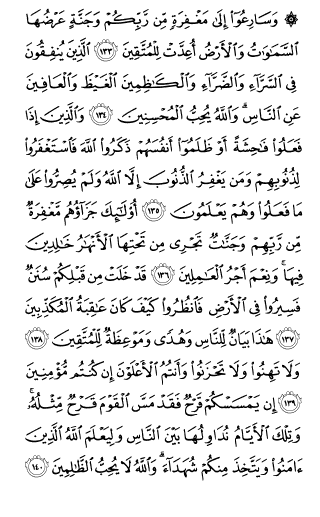 ۞ وَسَارِعُوٓا۟ إِلَىٰ مَغْفِرَةٍ مِّن رَّبِّكُمْ وَجَنَّةٍ عَرْضُهَا
ٱلسَّمَـٰوَٰتُ وَٱلْأَرْضُ أُعِدَّتْ لِلْمُتَّقِينَ ١٣٣ ٱلَّذِينَ يُنفِقُونَ
فِى ٱلسَّرَّآءِ وَٱلضَّرَّآءِ وَٱلْكَـٰظِمِينَ ٱلْغَيْظَ وَٱلْعَافِينَ
عَنِ ٱلنَّاسِ ۗ وَٱللَّهُ يُحِبُّ ٱلْمُحْسِنِينَ ١٣٤ وَٱلَّذِينَ إِذَا
فَعَلُوا۟ فَـٰحِشَةً أَوْ ظَلَمُوٓا۟ أَنفُسَهُمْ ذَكَرُوا۟ ٱللَّهَ فَٱسْتَغْفَرُوا۟
لِذُنُوبِهِمْ وَمَن يَغْفِرُ ٱلذُّنُوبَ إِلَّا ٱللَّهُ وَلَمْ يُصِرُّوا۟ عَلَىٰ
مَا فَعَلُوا۟ وَهُمْ يَعْلَمُونَ ١٣٥ أُو۟لَـٰٓئِكَ جَزَآؤُهُم مَّغْفِرَةٌ
مِّن رَّبِّهِمْ وَجَنَّـٰتٌ تَجْرِى مِن تَحْتِهَا ٱلْأَنْهَـٰرُ خَـٰلِدِينَ
فِيهَا ۚ وَنِعْمَ أَجْرُ ٱلْعَـٰمِلِينَ ١٣٦ قَدْ خَلَتْ مِن قَبْلِكُمْ سُنَنٌ
فَسِيرُوا۟ فِى ٱلْأَرْضِ فَٱنظُرُوا۟ كَيْفَ كَانَ عَـٰقِبَةُ ٱلْمُكَذِّبِينَ
١٣٧ هَـٰذَا بَيَانٌ لِّلنَّاسِ وَهُدًى وَمَوْعِظَةٌ لِّلْمُتَّقِينَ ١٣٨
وَلَا تَهِنُوا۟ وَلَا تَحْزَنُوا۟ وَأَنتُمُ ٱلْأَعْلَوْنَ إِن كُنتُم مُّؤْمِنِينَ
١٣٩ إِن يَمْسَسْكُمْ قَرْحٌ فَقَدْ مَسَّ ٱلْقَوْمَ قَرْحٌ مِّثْلُهُۥ ۚ
وَتِلْكَ ٱلْأَيَّامُ نُدَاوِلُهَا بَيْنَ ٱلنَّاسِ وَلِيَعْلَمَ ٱللَّهُ ٱلَّذِينَ
ءَامَنُوا۟ وَيَتَّخِذَ مِنكُمْ شُهَدَآءَ ۗ وَٱللَّهُ لَا يُحِبُّ ٱلظَّـٰلِمِينَ ١٤٠